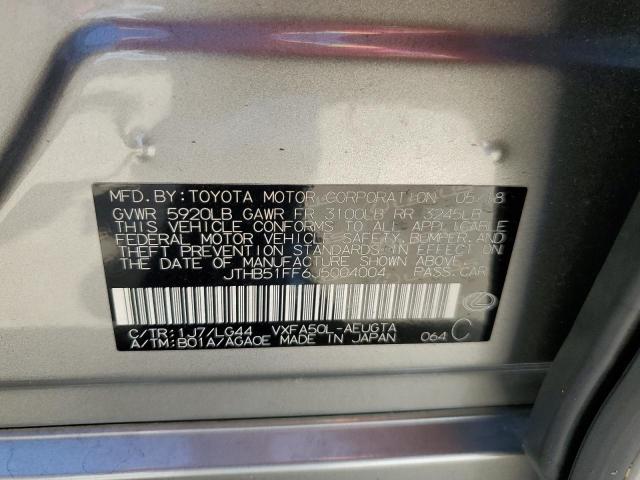 MFD. BY: TOYOTA MOTOR CORPORATION 05/18
GVWR 5920LB GAWR FR 3100LB RR 3245LB
THIS VEHICLE CONFORMS TO ALL APPLICABLE
FEDERAL MOTOR VEHICLE SAFETY, BUMPER, AND
THEFT PREVENTION STANDARDS IN EFFECT ON
THE DATE OF MANUFACTURE SHOWN ABOVE.
JTHB51FF6J5004004 PASS.CAR
C/TR: 1J7/LG44 VXFA50L-AEUGTA
A/TM: B01A/AGA0E MADE IN JAPAN 064 C